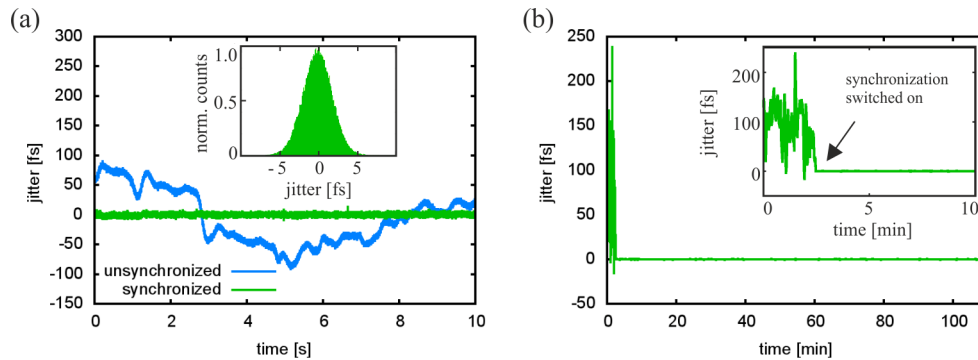 (a)
300
250
200
150
100
50
0
-50
-100
-150
jitter [fs]
0 2 4 6 8 10
time [s]
unsynchronized
synchronized
1.0
0.5
0
norm. counts
-5 0 5
jitter [fs]
(b)
250
200
150
100
50
0
-50
jitter [fs]
0 20 40 60 80 100
time [min]
200
100
0
jitter [fs]
0 5 10
time [min]
synchronization
switched on